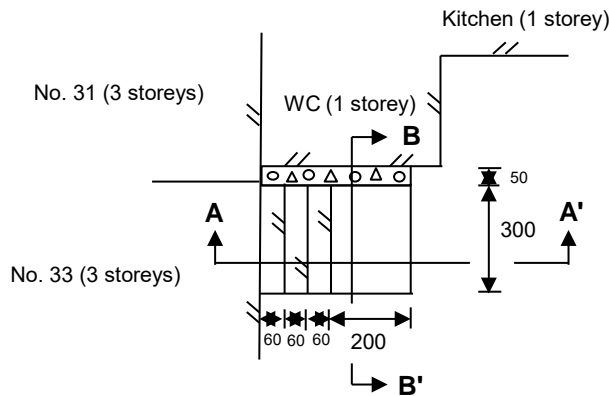 Kitchen (1 storey)
No. 31 (3 storeys)
WC (1 storey)
B
50
A
A'
300
No. 33 (3 storeys)
60
60
60
200
B'